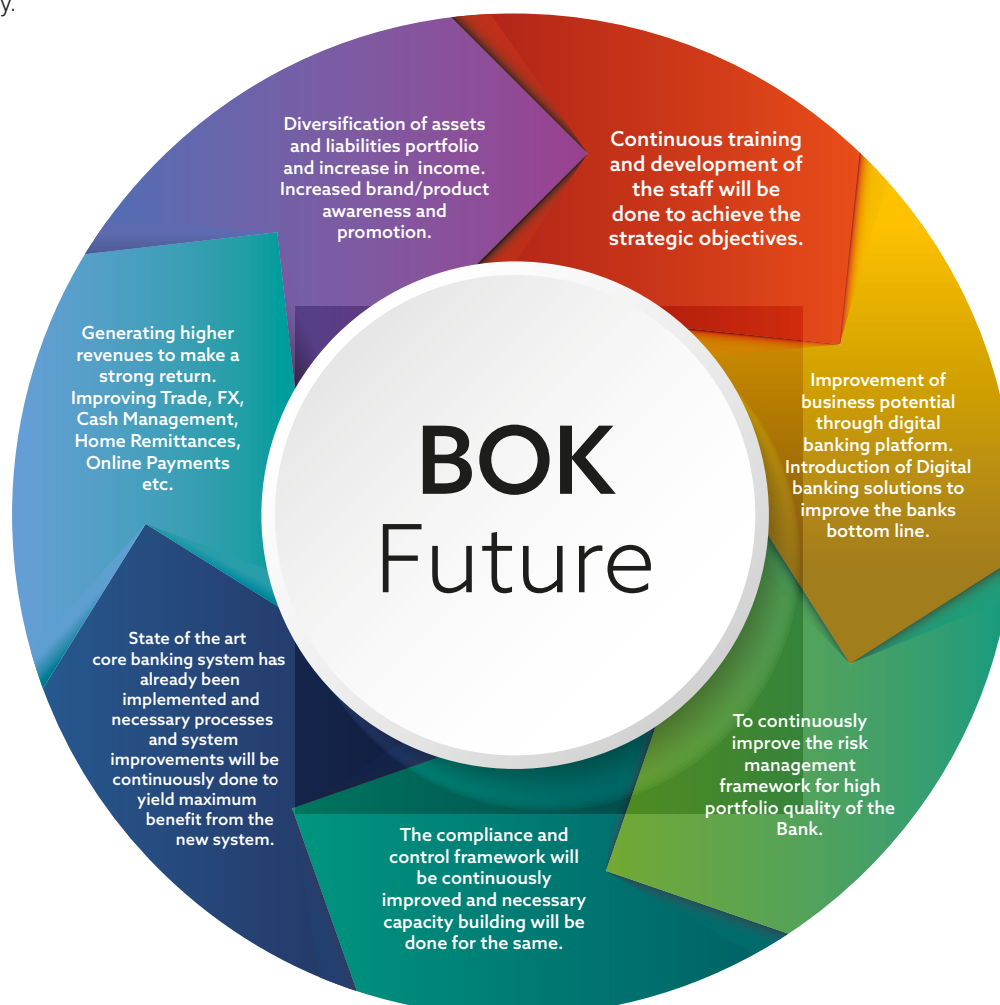 y.
Diversification of assets
and liabilities portfolio
and increase in income.
Increased brand/product
awareness and
promotion.
Continuous training
and development of
the staff will be
done to achieve the
strategic objectives.
Improvement of
business potential
through digital
banking platform.
Introduction of Digital
banking solutions to
improve the banks
bottom line.
To continuously
improve the risk
management
framework for high
portfolio quality of the
Bank.
The compliance and
control framework will
be continuously
improved and necessary
capacity building will be
done for the same.
State of the art
core banking system has
already been
implemented and
necessary processes
and system
improvements will be
continuously done to
yield maximum
benefit from the
new system.
Generating higher
revenues to make a
strong return.
Improving Trade, FX,
Cash Management,
Home Remittances,
Online Payments
etc.
BOK
Future